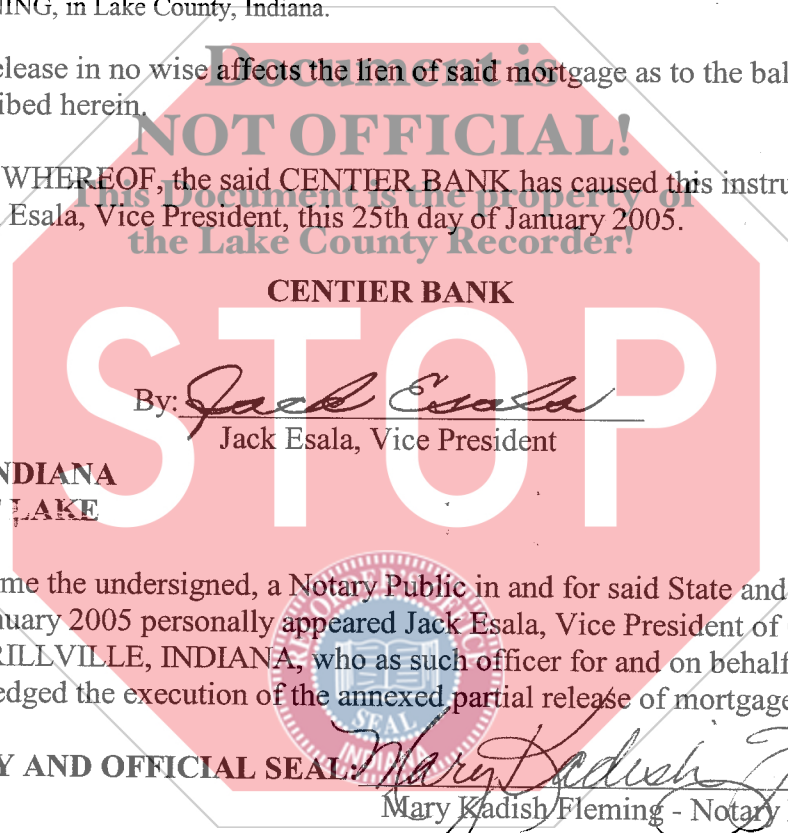 NING, in Lake County, Indiana.
Document is
elease in no wise affects the lien of said mortgage as to the bal
ibed herein.
NOT OFFICIAL!
WHEREOF, the said CENTIER BANK has caused this instru
This Document is the property of
Esala, Vice President, this 25th day of January 2005.
the Lake County Recorder!
CENTIER BANK
STOP
By: Jack Esala
Jack Esala, Vice President
NDIANA
LAKE
me the undersigned, a Notary Public in and for said State and
nuary 2005 personally appeared Jack Esala, Vice President of
RILLVILLE, INDIANA, who as such officer for and on behalf
edged the execution of the annexed partial release of mortgage
SEAL
INDIANA
Y AND OFFICIAL SEAL: Mary Kadish
Mary Kadish Fleming - Notary